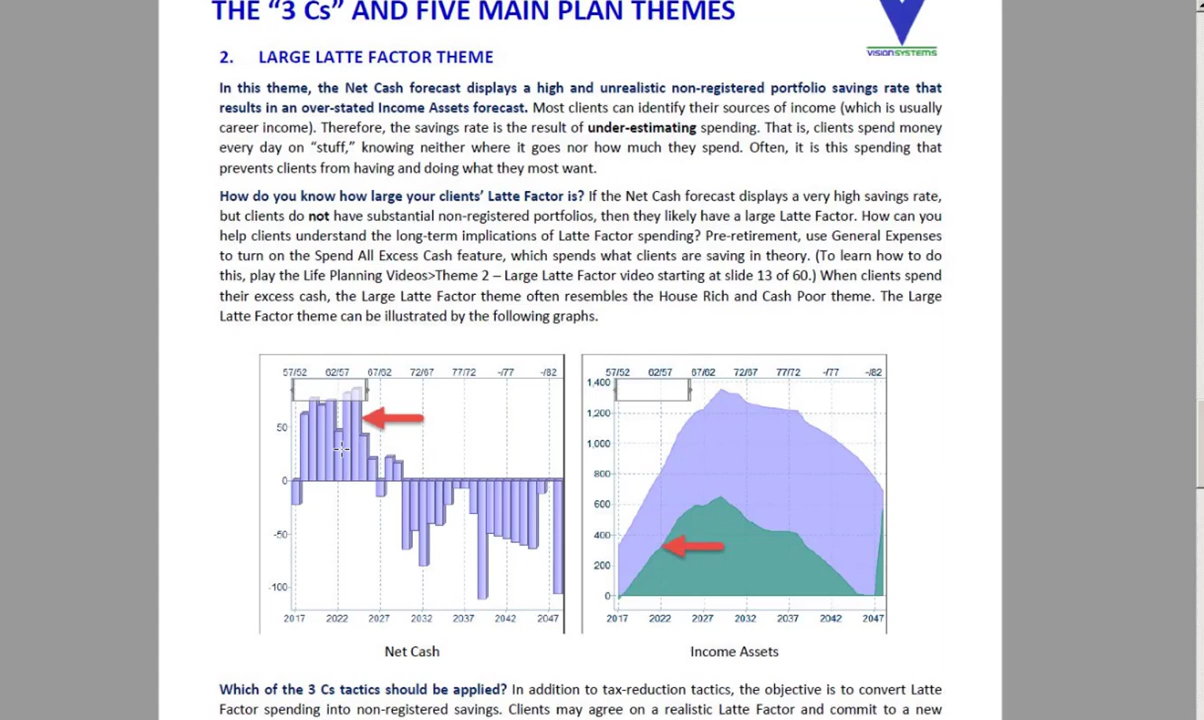 THE “3 Cs” AND FIVE MAIN PLAN THEMES
VISIONSYSTEMS
2. LARGE LATTE FACTOR THEME
In this theme, the Net Cash forecast displays a high and unrealistic non-registered portfolio savings rate that
results in an over-stated Income Assets forecast. Most clients can identify their sources of income (which is usually
career income). Therefore, the savings rate is the result of under-estimating spending. That is, clients spend money
every day on “stuff,” knowing neither where it goes nor how much they spend. Often, it is this spending that
prevents clients from having and doing what they most want.
How do you know how large your clients’ Latte Factor is? If the Net Cash forecast displays a very high savings rate,
but clients do not have substantial non-registered portfolios, then they likely have a large Latte Factor. How can you
help clients understand the long-term implications of Latte Factor spending? Pre-retirement, use General Expenses
to turn on the Spend All Excess Cash feature, which spends what clients are saving in theory. (To learn how to do
this, play the Life Planning Videos>Theme 2 – Large Latte Factor video starting at slide 13 of 60.) When clients spend
their excess cash, the Large Latte Factor theme often resembles the House Rich and Cash Poor theme. The Large
Latte Factor theme can be illustrated by the following graphs.
57/52 62/57 67/62 72/67 77/72 -/77 -/82
50
0
-50
-100
2017 2022 2027 2032 2037 2042 2047
Net Cash
57/52 62/57 67/62 72/67 77/72 -/77 -/82
1,400
1,200
1,000
800
600
400
200
0
2017 2022 2027 2032 2037 2042 2047
Income Assets
Which of the 3 Cs tactics should be applied? In addition to tax-reduction tactics, the objective is to convert Latte
Factor spending into non-registered savings. Clients may agree on a realistic Latte Factor and commit to a new